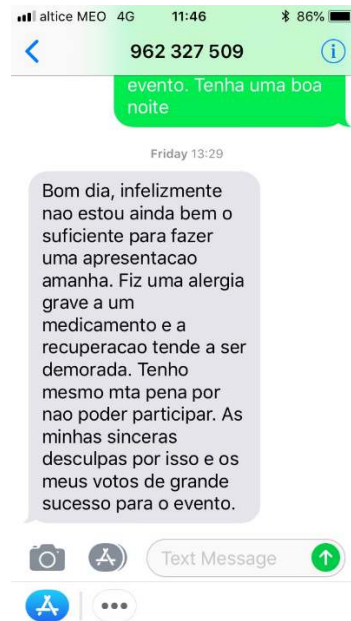 altice MEO 4G 11:46 86%
962 327 509
evento. Tenha uma boa
noite
Friday 13:29
Bom dia, infelizmente
nao estou ainda bem o
suficiente para fazer
uma apresentacao
amanha. Fiz uma alergia
grave a um
medicamento e a
recuperacao tende a ser
demorada. Tenho
mesmo mta pena por
nao poder participar. As
minhas sinceras
desculpas por isso e os
meus votos de grande
sucesso para o evento.
Text Message